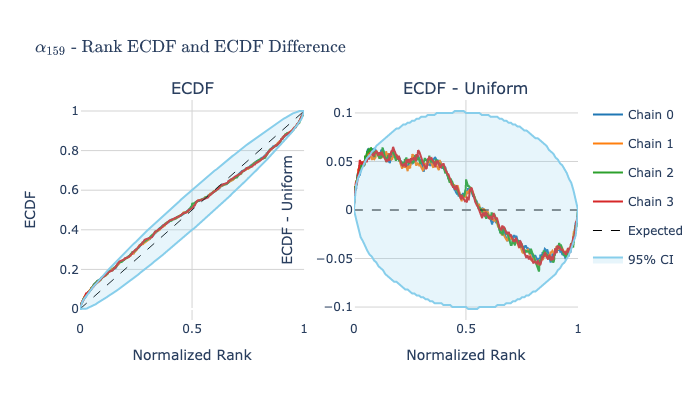 α₁₅₉ - Rank ECDF and ECDF Difference
ECDF
ECDF - Uniform
ECDF
1
0.8
0.6
0.4
0.2
0
0
0.5
1
Normalized Rank
ECDF - Uniform
0.1
0.05
0
−0.05
−0.1
0
0.5
1
Normalized Rank
Chain 0
Chain 1
Chain 2
Chain 3
Expected
95% CI